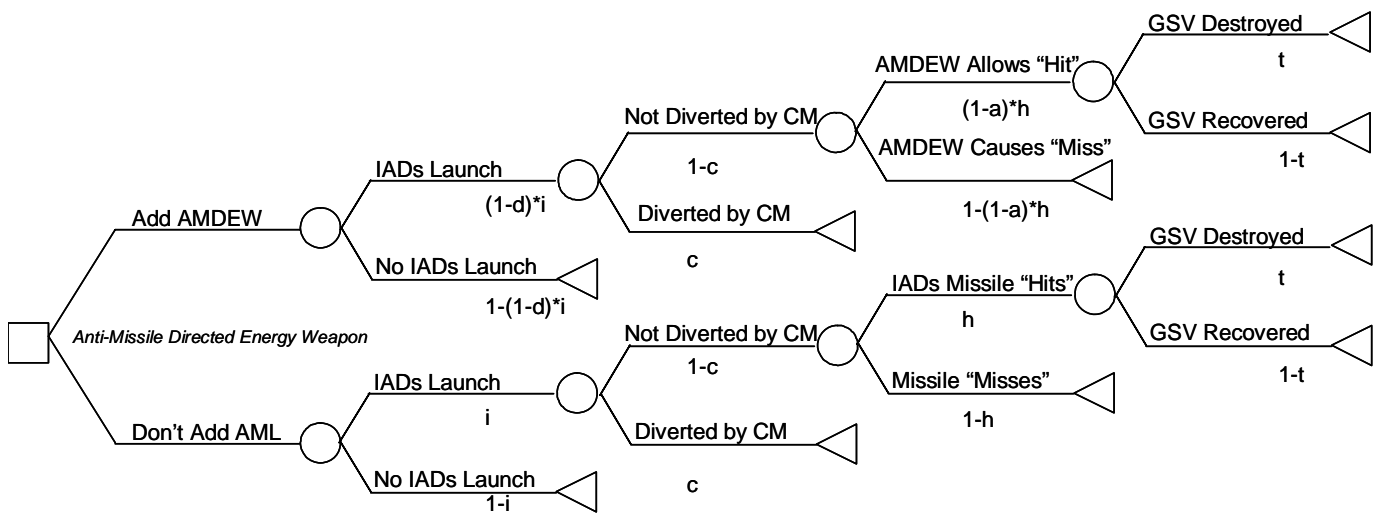 GSV Destroyed
t
AMDEW Allows “Hit”
(1-a)*h
GSV Recovered
1-t
Not Diverted by CM
1-c
AMDEW Causes “Miss”
1-(1-a)*h
IADs Launch
(1-d)*i
Diverted by CM
c
Add AMDEW
No IADs Launch
1-(1-d)*i
Anti-Missile Directed Energy Weapon
GSV Destroyed
t
IADs Missile “Hits”
h
GSV Recovered
1-t
Not Diverted by CM
1-c
Missile “Misses”
1-h
IADs Launch
i
Diverted by CM
c
Don’t Add AML
No IADs Launch
1-i